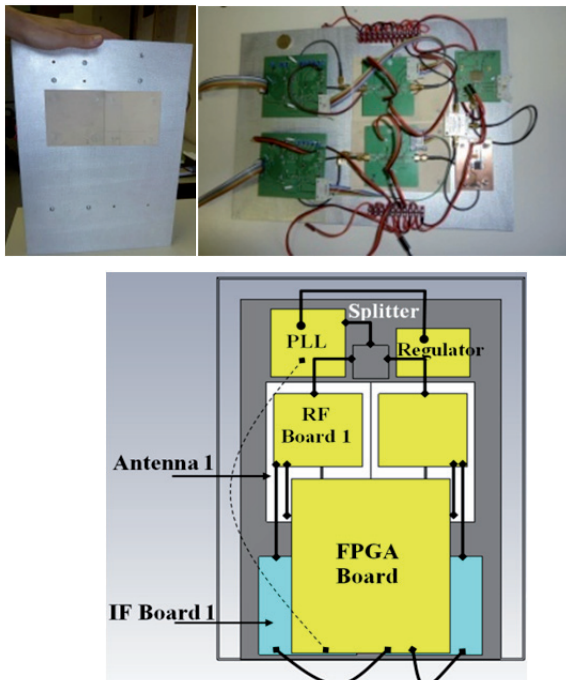 Splitter
PLL
Regulator
RF
Board 1
Antenna 1
FPGA
Board
IF Board 1